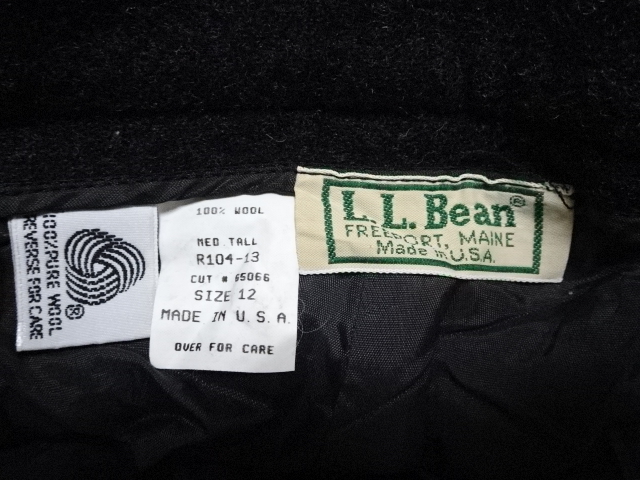 100% PURE WOOL
REVERSE FOR CARE
100% WOOL
MED. TALL
R104-13
CUT # 65066
SIZE 12
MADE IN U.S.A.
OVER FOR CARE
L.L.Bean®
FREEPORT, MAINE
Made in U.S.A.